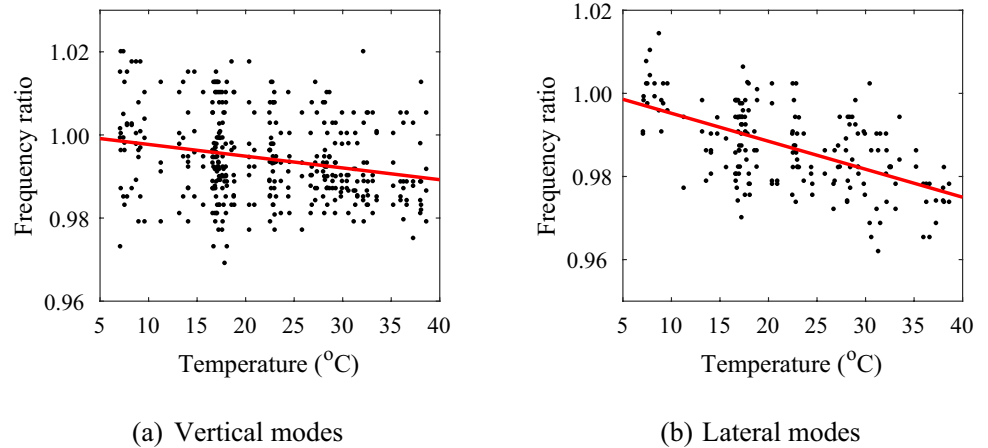 1.02
1.00
0.98
0.96
Frequency ratio
5 10 15 20 25 30 35 40
Temperature (°C)
(a) Vertical modes
1.02
1.00
0.98
0.96
Frequency ratio
5 10 15 20 25 30 35 40
Temperature (°C)
(b) Lateral modes